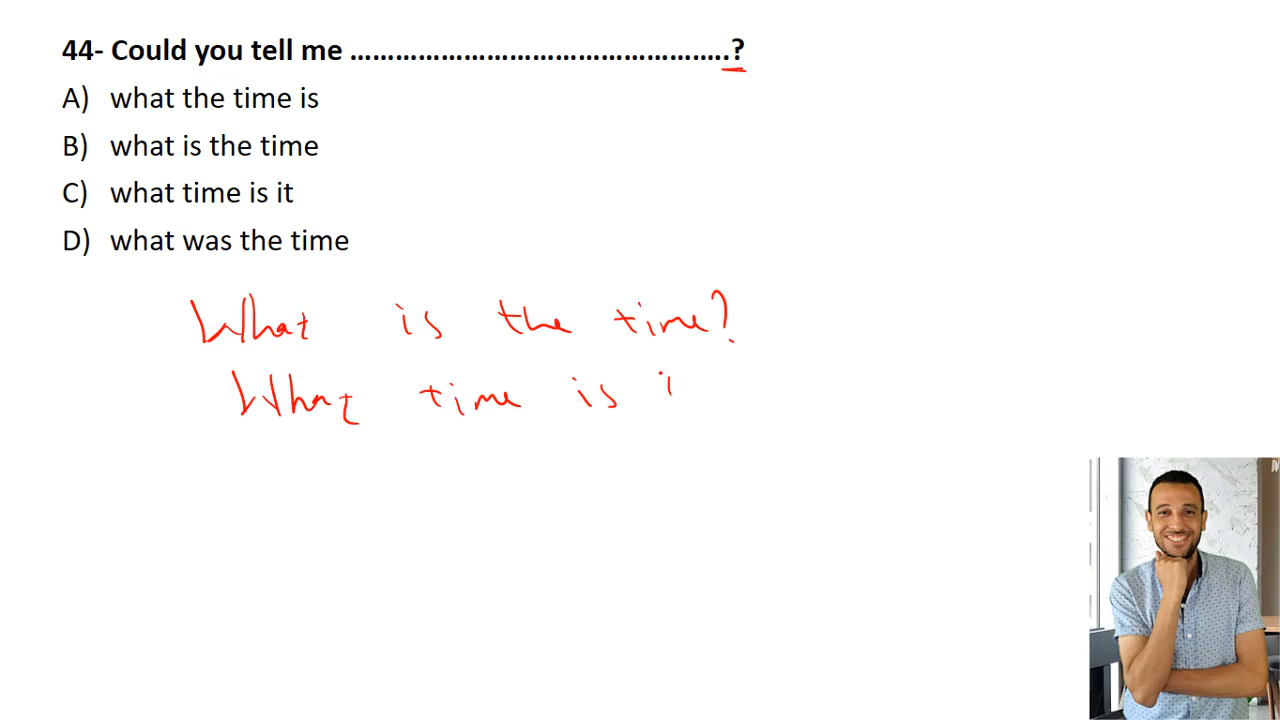 44- Could you tell me ……………………………………………?
A) what the time is
B) what is the time
C) what time is it
D) what was the time
What is the time?
What time is i